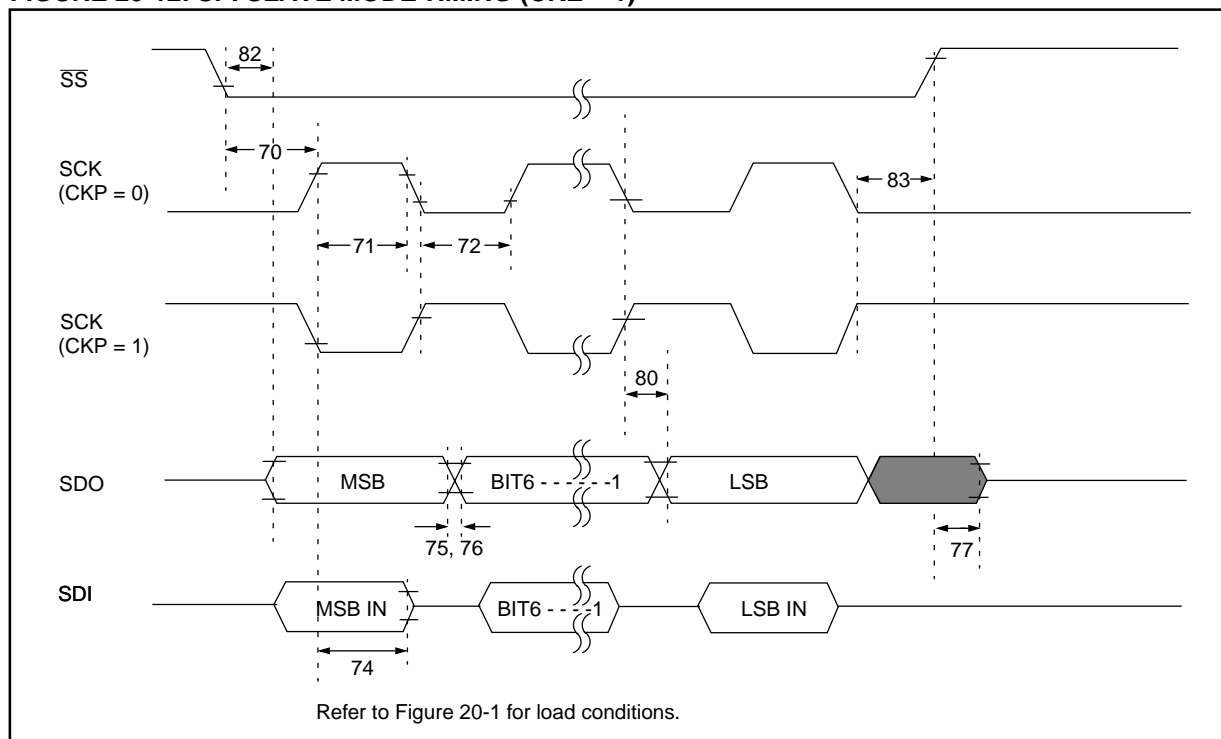 82
SS
70
SCK
(CKP = 0)
83
71
72
SCK
(CKP = 1)
80
SDO
MSB
BIT6 - - - - - -1
LSB
75, 76
77
SDI
MSB IN
BIT6 - - - -1
LSB IN
74
Refer to Figure 20-1 for load conditions.